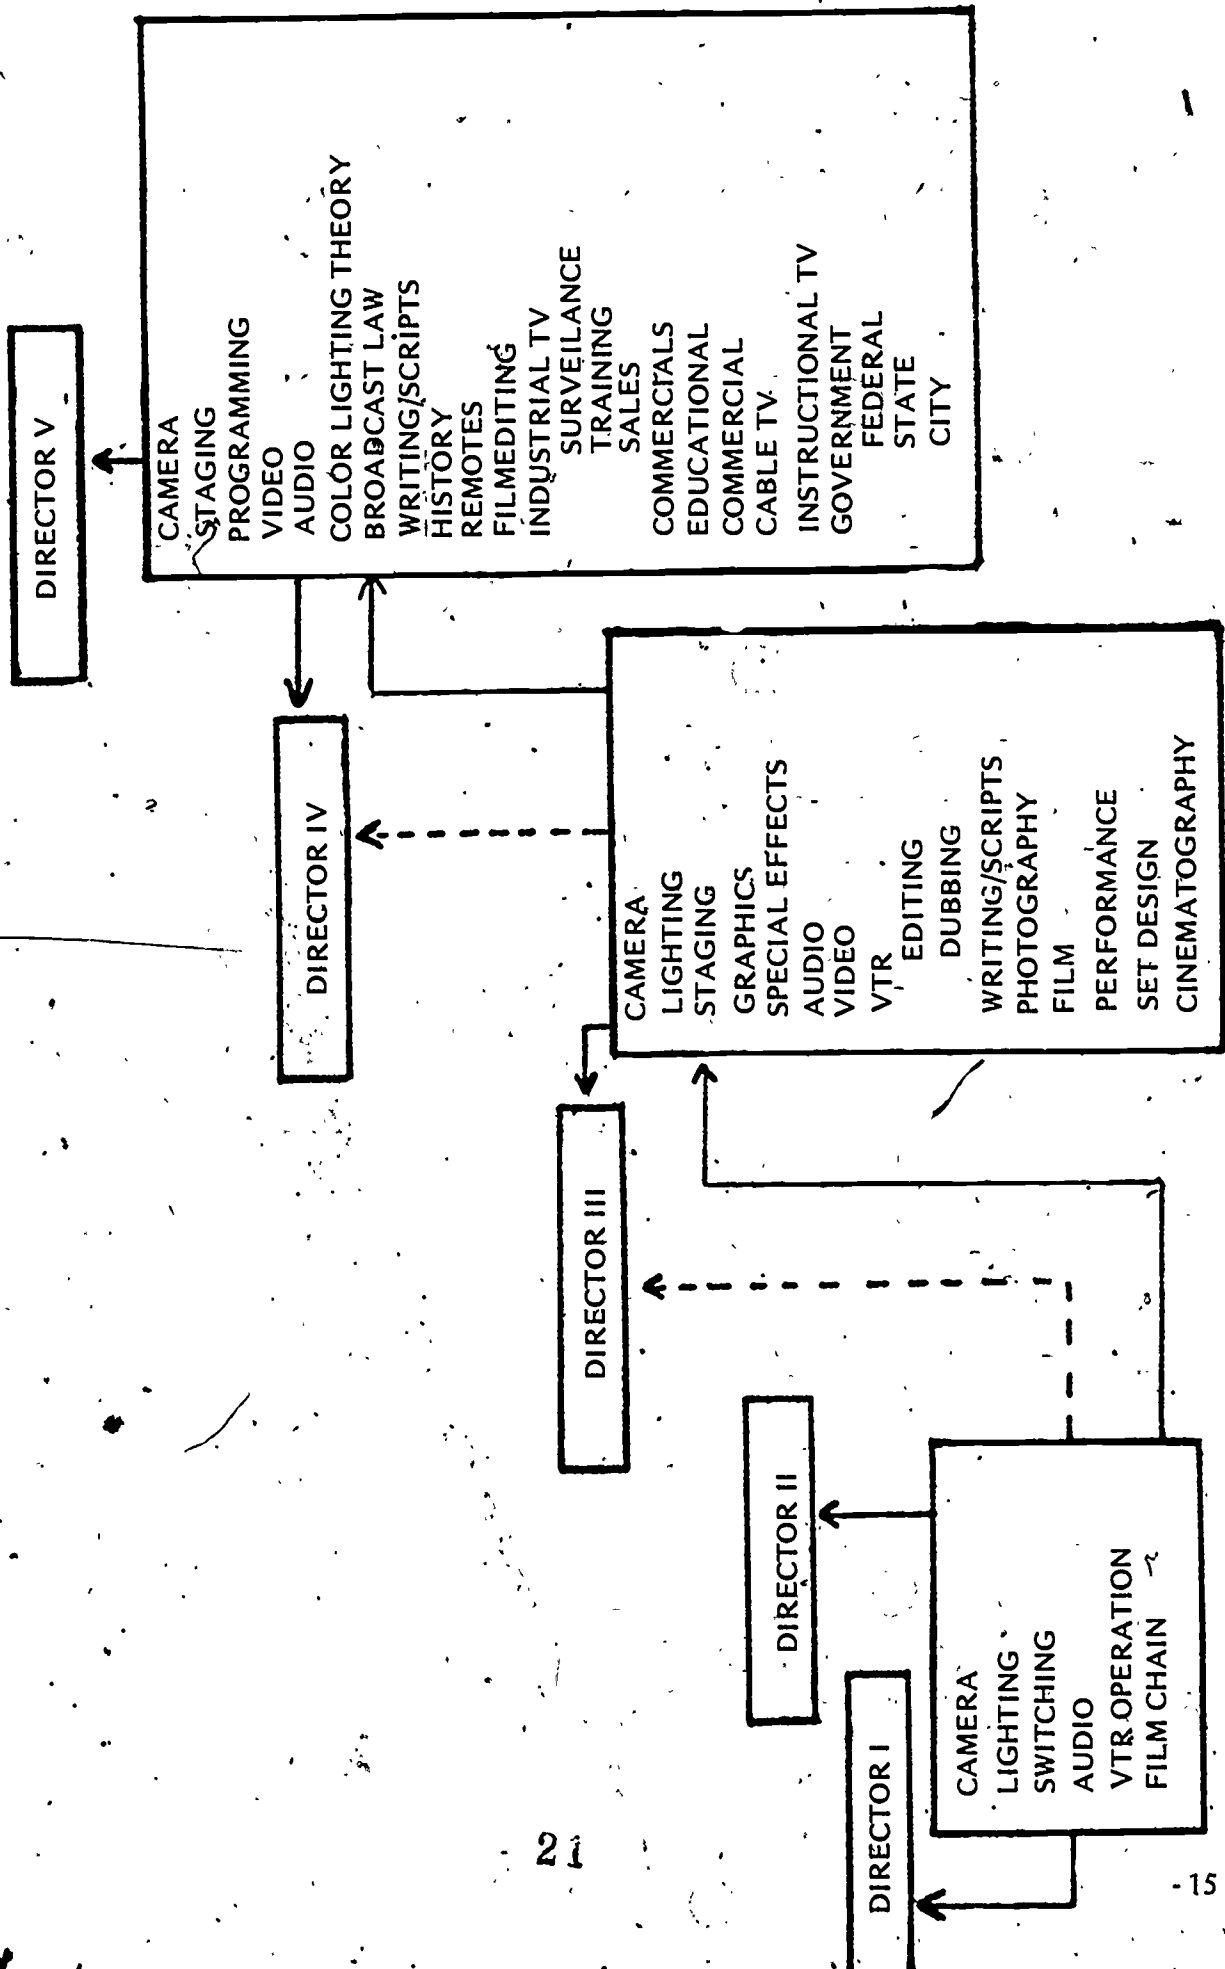 DIRECTOR V
CAMERA
STAGING
PROGRAMMING
VIDEO
AUDIO
COLOR LIGHTING THEORY
BROADCAST LAW
WRITING/SCRIPTS
HISTORY
REMOTES
FILMEDITING
INDUSTRIAL TV
SURVEILANCE
TRAINING
SALES
COMMERCIALS
EDUCATIONAL
COMMERCIAL
CABLE TV
INSTRUCTIONAL TV
GOVERNMENT
FEDERAL
STATE
CITY
DIRECTOR IV
CAMERA
LIGHTING
STAGING
GRAPHICS
SPECIAL EFFECTS
AUDIO
VIDEO
VTR
EDITING
DUBBING
WRITING/SCRIPTS
PHOTOGRAPHY
FILM
PERFORMANCE
SET DESIGN
CINEMATOGRAPHY
DIRECTOR III
DIRECTOR II
DIRECTOR I
CAMERA
LIGHTING
SWITCHING
AUDIO
VTR OPERATION
FILM CHAIN
21
-15